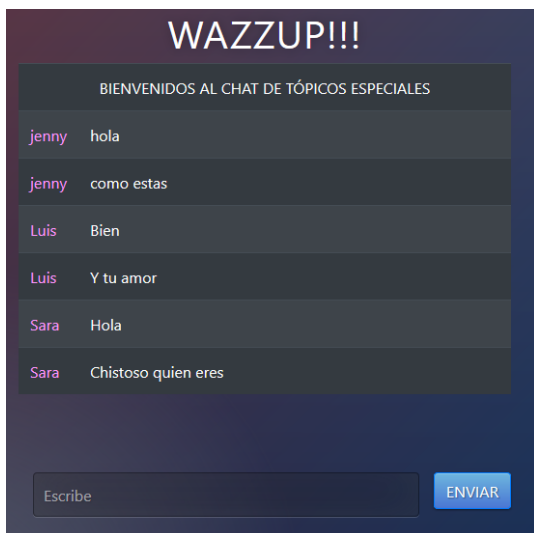 WAZZUP!!!
BIENVENIDOS AL CHAT DE TÓPICOS ESPECIALES
jenny hola
jenny como estas
Luis Bien
Luis Y tu amor
Sara Hola
Sara Chistoso quien eres
Escribe ENVIAR